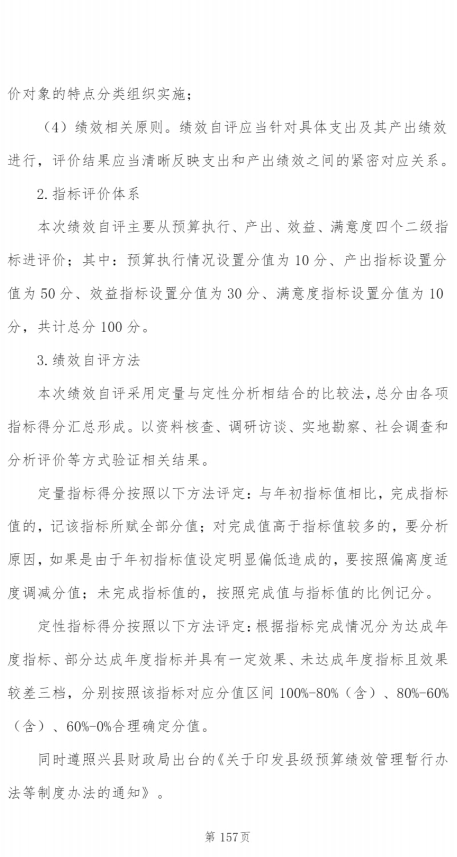 价对象的特点分类组织实施；
（4）绩效相关原则。绩效自评应当针对具体支出及其产出绩效
进行，评价结果应当清晰反映支出和产出绩效之间的紧密对应关系。
2.指标评价体系
本次绩效自评主要从预算执行、产出、效益、满意度四个二级指
标进评价；其中：预算执行情况设置分值为 10 分、产出指标设置分
值为 50 分、效益指标设置分值为 30 分、满意度指标设置分值为 10
分，共计总分 100 分。
3.绩效自评方法
本次绩效自评采用定量与定性分析相结合的比较法，总分由各项
指标得分汇总形成。以资料核查、调研访谈、实地勘察、社会调查和
分析评价等方式验证相关结果。
定量指标得分按照以下方法评定：与年初指标值相比，完成指标
值的，记该指标所赋全部分值；对完成值高于指标值较多的，要分析
原因，如果是由于年初指标值设定明显偏低造成的，要按照偏离度适
度调减分值；未完成指标值的，按照完成值与指标值的比例记分。
定性指标得分按照以下方法评定：根据指标完成情况分为达成年
度指标、部分达成年度指标并具有一定效果、未达成年度指标且效果
较差三档，分别按照该指标对应分值区间 100%-80%（含）、80%-60%
（含）、60%-0%合理确定分值。
同时遵照兴县财政局出台的《关于印发县级预算绩效管理暂行办
法等制度办法的通知》。
第 157页